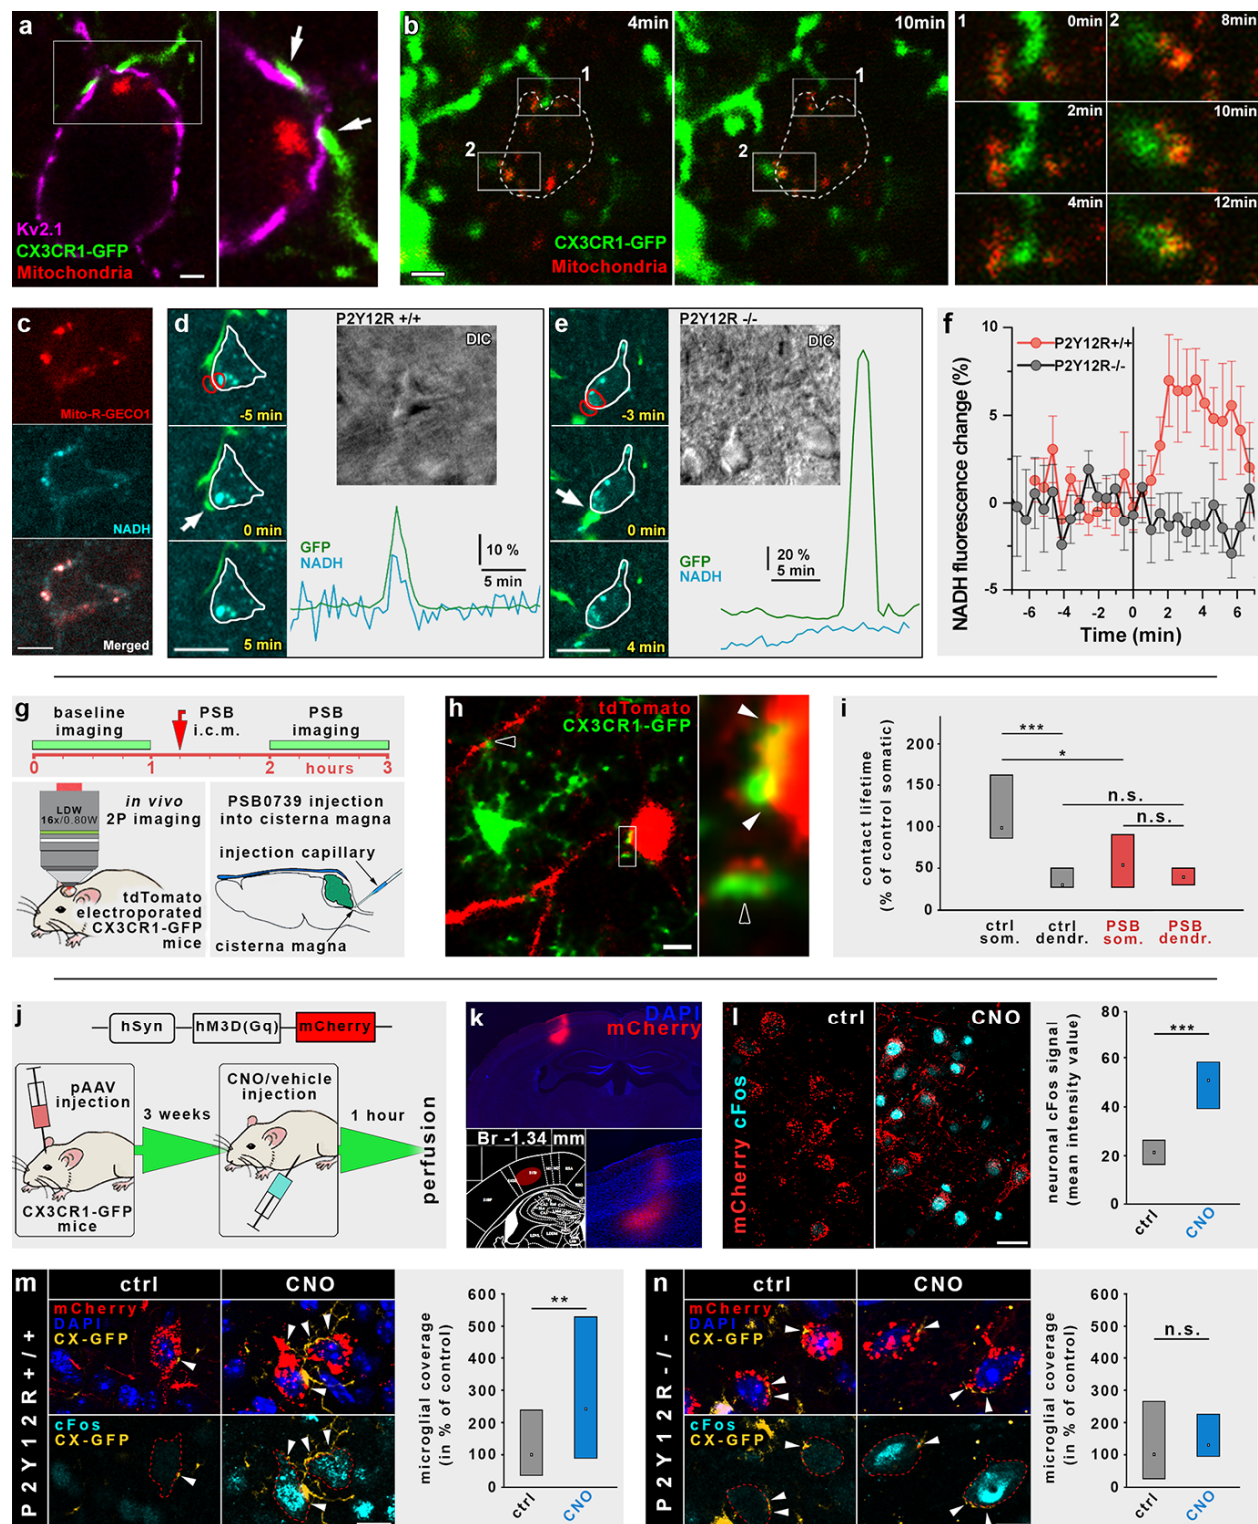 a
Kv2.1
CX3CR1-GFP
Mitochondria
b
4min
10min
1
2
1
2
CX3CR1-GFP
Mitochondria
1
0min
2
8min
2min
10min
4min
12min
c
Mito-R-GECO1
NADH
Merged
d
-5 min
0 min
5 min
P2Y12R +/+
DIC
GFP
NADH
10 %
5 min
e
-3 min
0 min
4 min
P2Y12R -/-
DIC
20 %
5 min
GFP
NADH
f
NADH fluorescence change (%)
10
5
0
-5
P2Y12R+/+
P2Y12R-/-
-6 -4 -2 0 2 4 6
Time (min)
g
baseline imaging
PSB i.c.m.
PSB imaging
0 1 2 hours 3
LDW
16x/0.80W
in vivo
2P imaging
tdTomato
electroporated
CX3CR1-GFP
mice
PSB0739 injection
into cisterna magna
injection capillary
cisterna magna
h
tdTomato
CX3CR1-GFP
i
contact lifetime
(% of control somatic)
200
150
100
50
0
***
*
n.s.
n.s.
ctrl som.
ctrl dendr.
PSB som.
PSB dendr.
j
hSyn
hM3D(Gq)
mCherry
pAAV injection
CX3CR1-GFP mice
3 weeks
CNO/vehicle injection
1 hour
perfusion
k
DAPI
mCherry
Br -1.34 mm
l
ctrl
CNO
mCherry cFos
neuronal cFos signal
(mean intensity value)
80
60
40
20
0
***
ctrl
CNO
m
ctrl
CNO
P2Y12R+/+
mCherry
DAPI
CX-GFP
cFos
CX-GFP
microglial coverage
(in % of control)
600
500
400
300
200
100
0
**
ctrl
CNO
n
ctrl
CNO
P2Y12R-/-
mCherry
DAPI
CX-GFP
cFos
CX-GFP
microglial coverage
(in % of control)
600
500
400
300
200
100
0
n.s.
ctrl
CNO